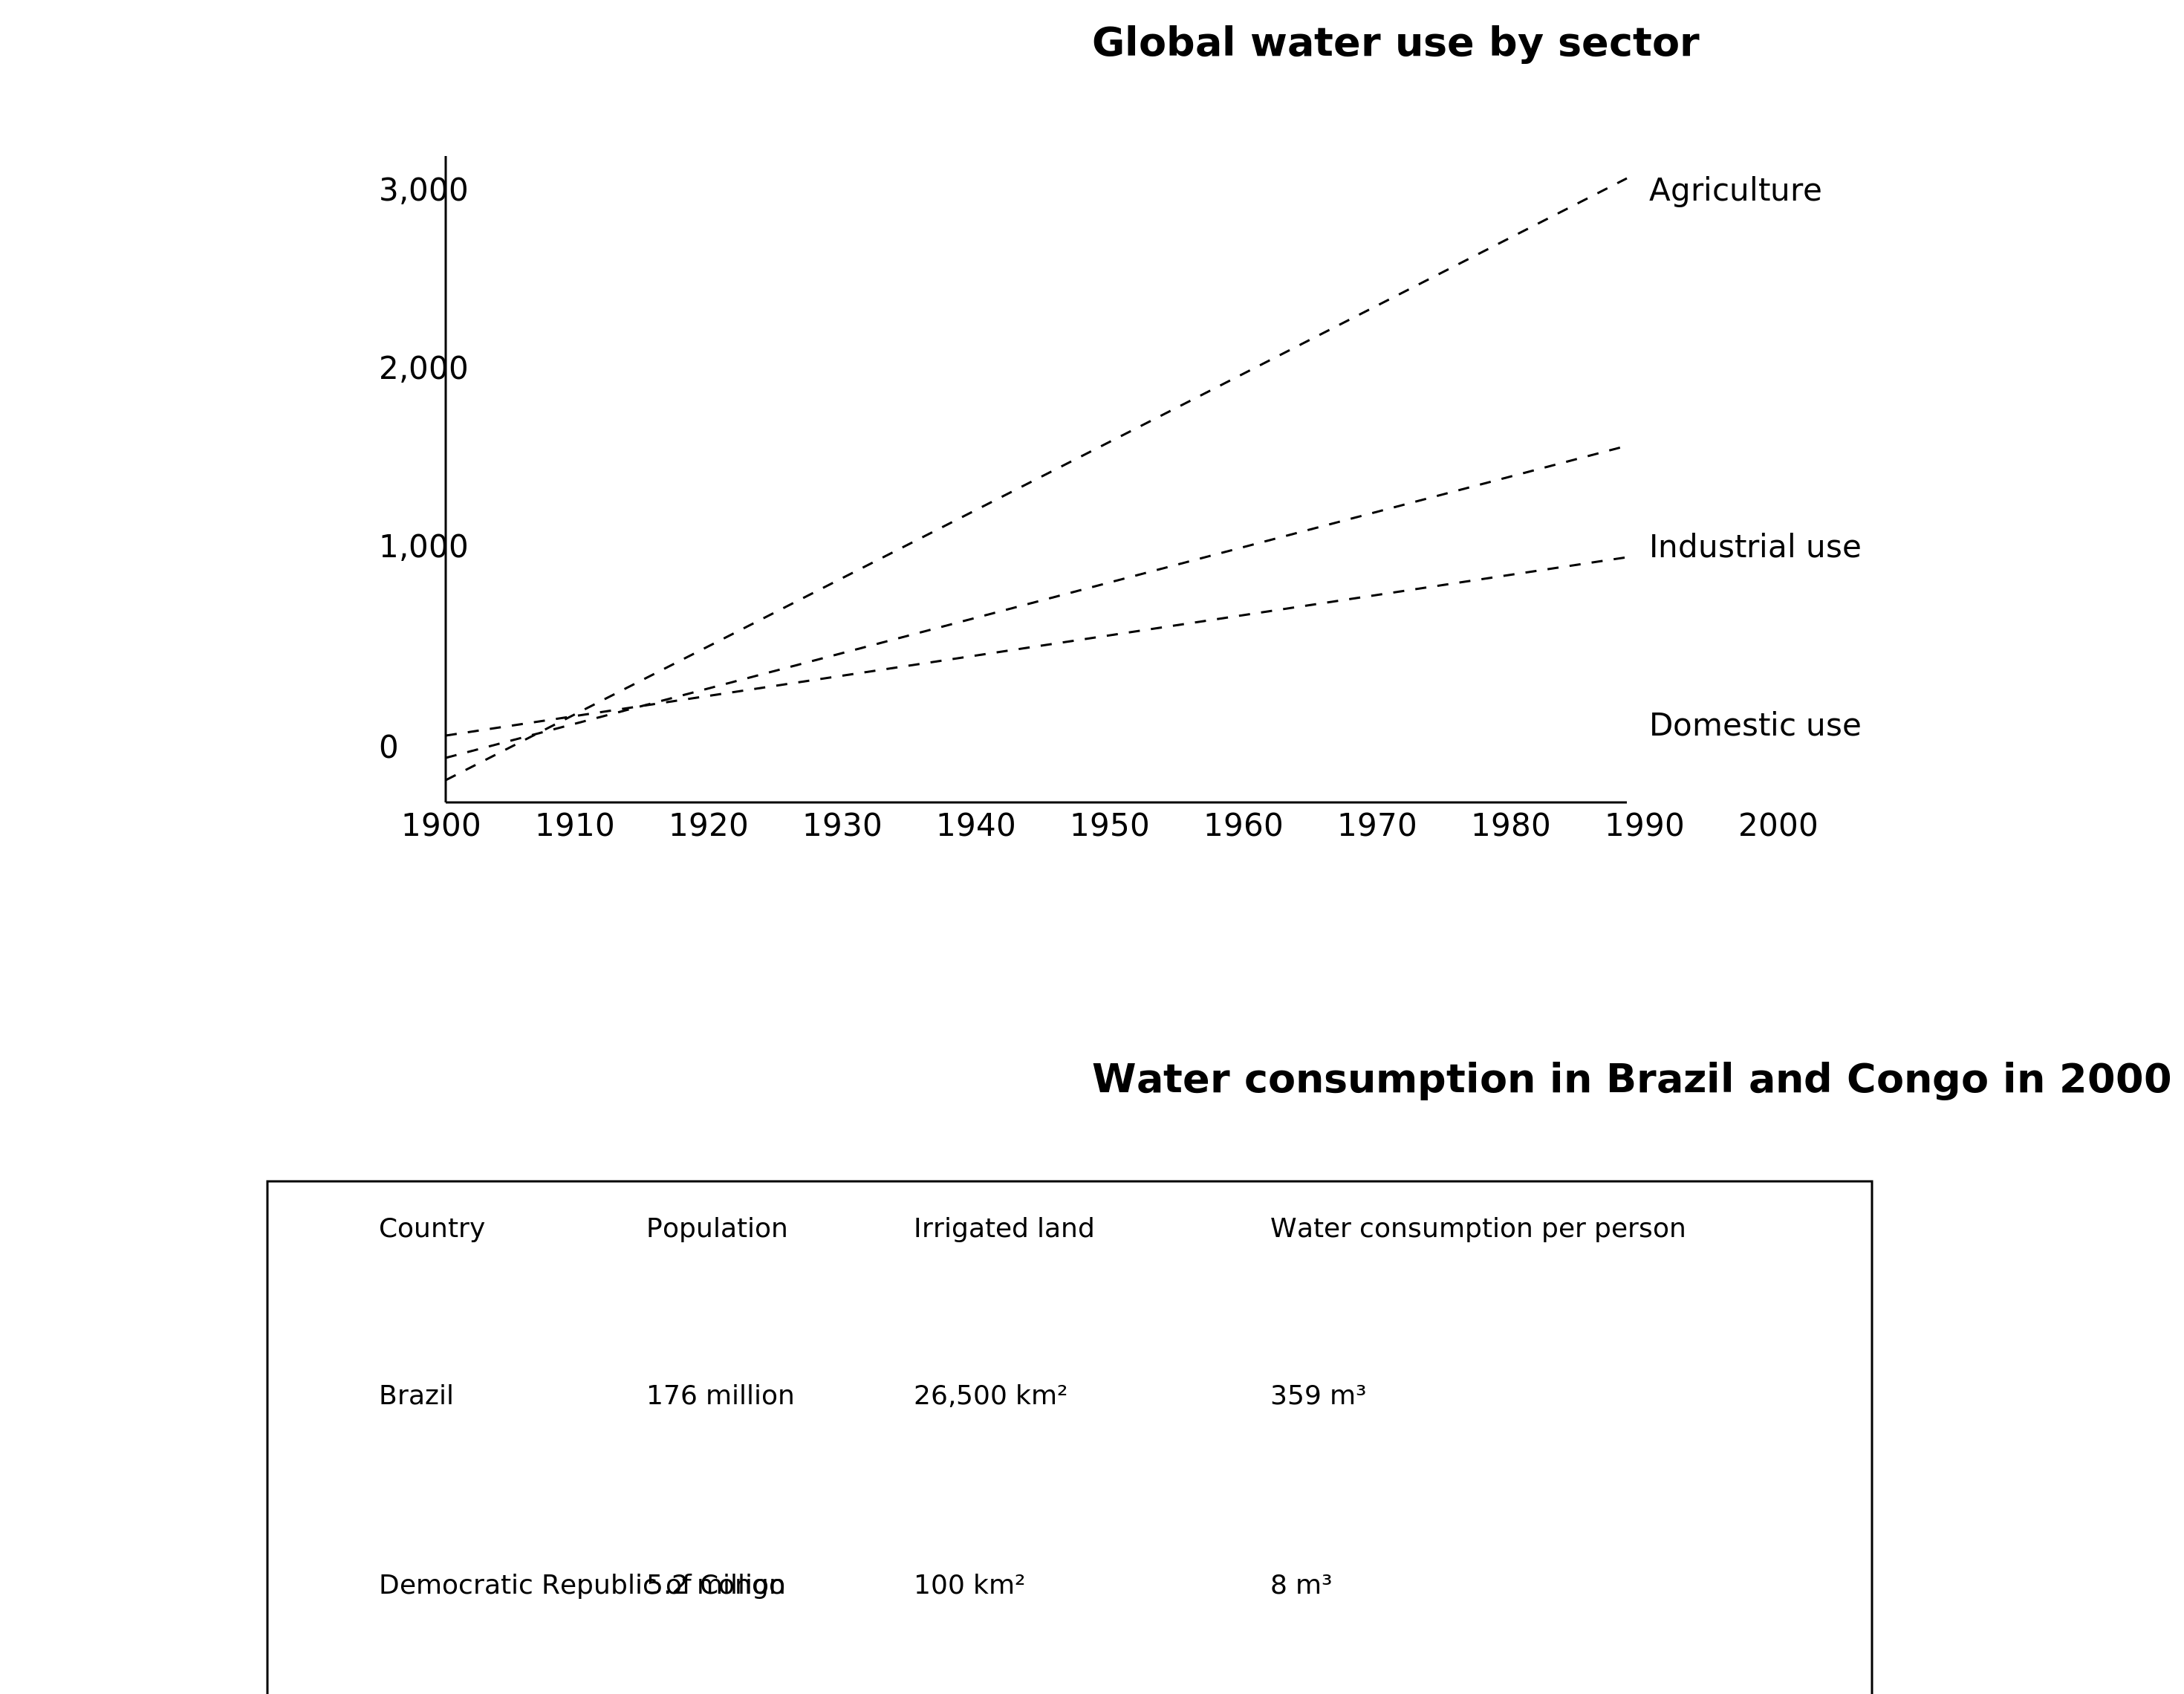 Global water use by sector
3,000
Agriculture
2,000
1,000
Industrial use
Domestic use
0
1900 1910 1920 1930 1940 1950 1960 1970 1980 1990 2000
Water consumption in Brazil and Congo in 2000
Country Population Irrigated land Water consumption per person
Brazil 176 million 26,500 km² 359 m³
Democratic Republic of Congo 5.2 million 100 km² 8 m³